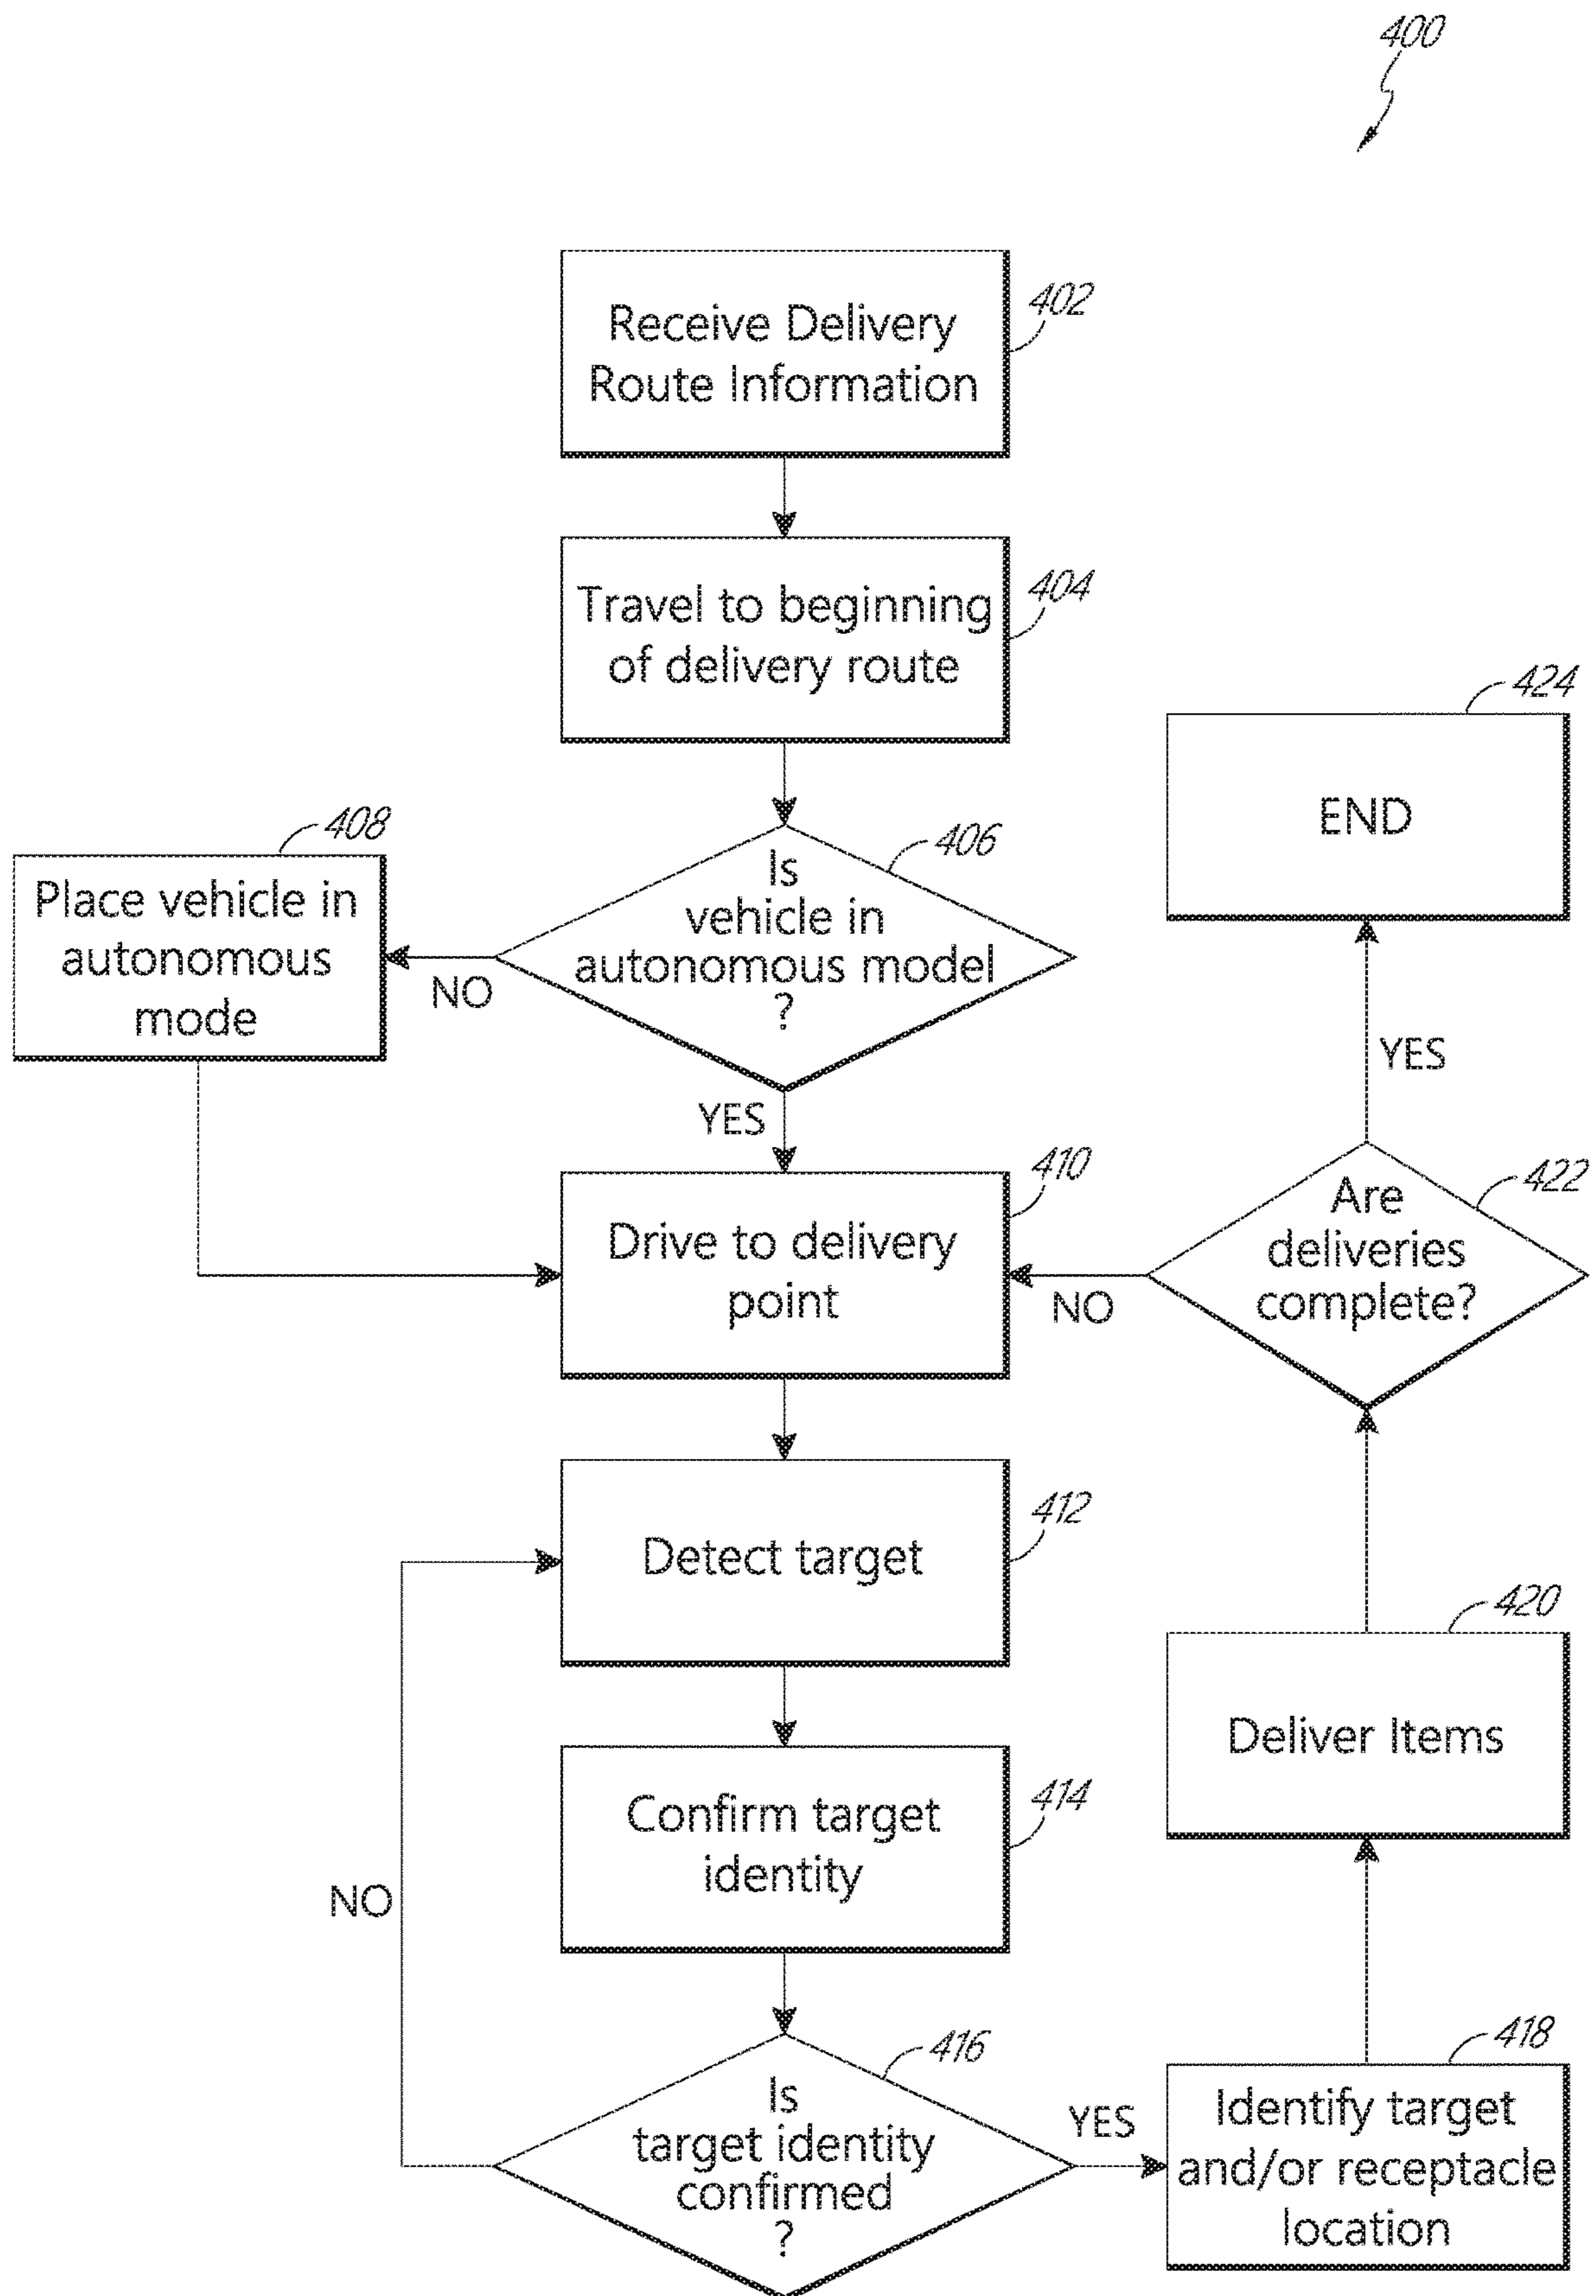 400
Receive Delivery
Route Information
402
Travel to beginning
of delivery route
404
Is
vehicle in
autonomous model
?
406
NO
Place vehicle in
autonomous
mode
408
YES
Drive to delivery
point
410
Detect target
412
Confirm target
identity
414
Is
target identity
confirmed
?
416
NO
YES
Identify target
and/or receptacle
location
418
Deliver Items
420
Are
deliveries
complete?
422
NO
YES
END
424